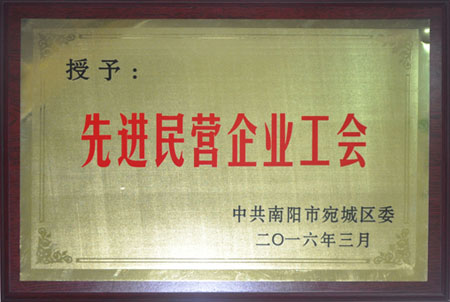 授予：
先进民营企业工会
中共南阳市宛城区委
二〇一六年三月